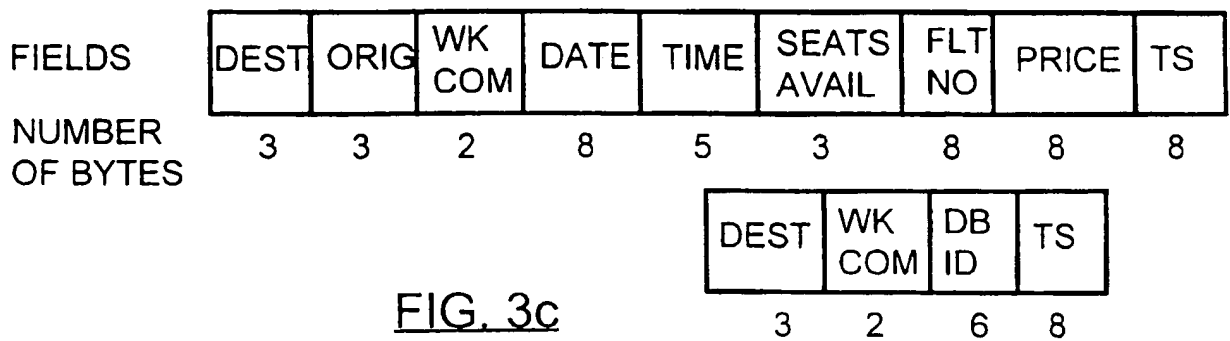 FIELDS DEST ORIG WK COM DATE TIME SEATS AVAIL FLT NO PRICE TS
NUMBER OF BYTES 3 3 2 8 5 3 8 8 8
DEST WK COM DB ID TS
3 2 6 8
FIG. 3c